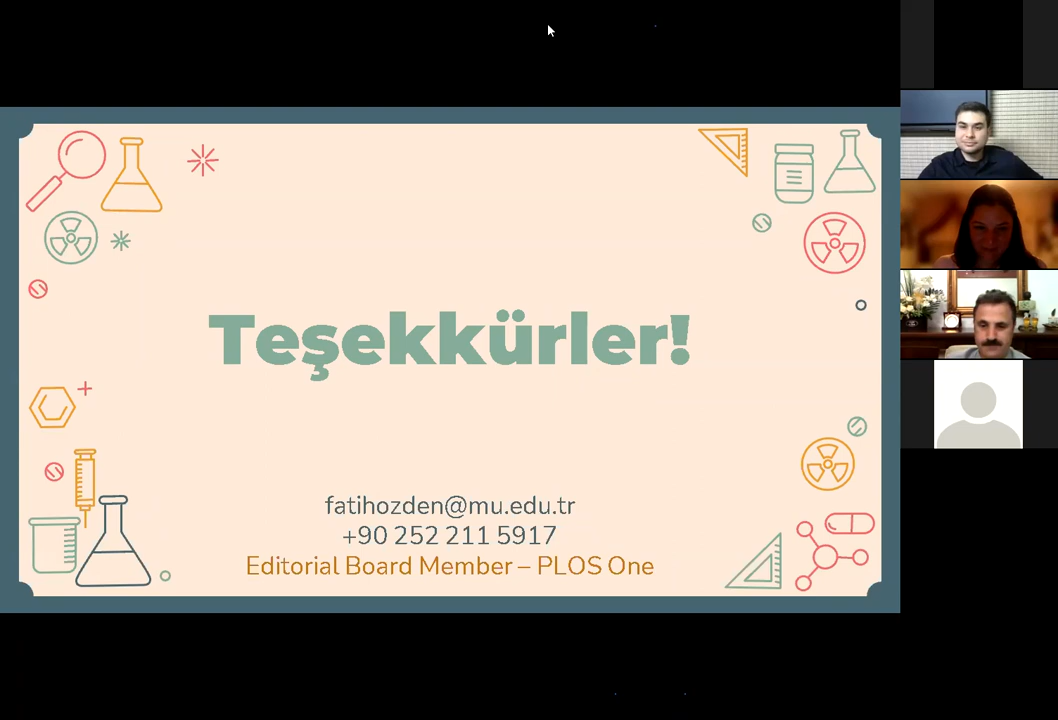 Teşekkürler!
fatihozden@mu.edu.tr
+90 252 211 5917
Editorial Board Member – PLOS One